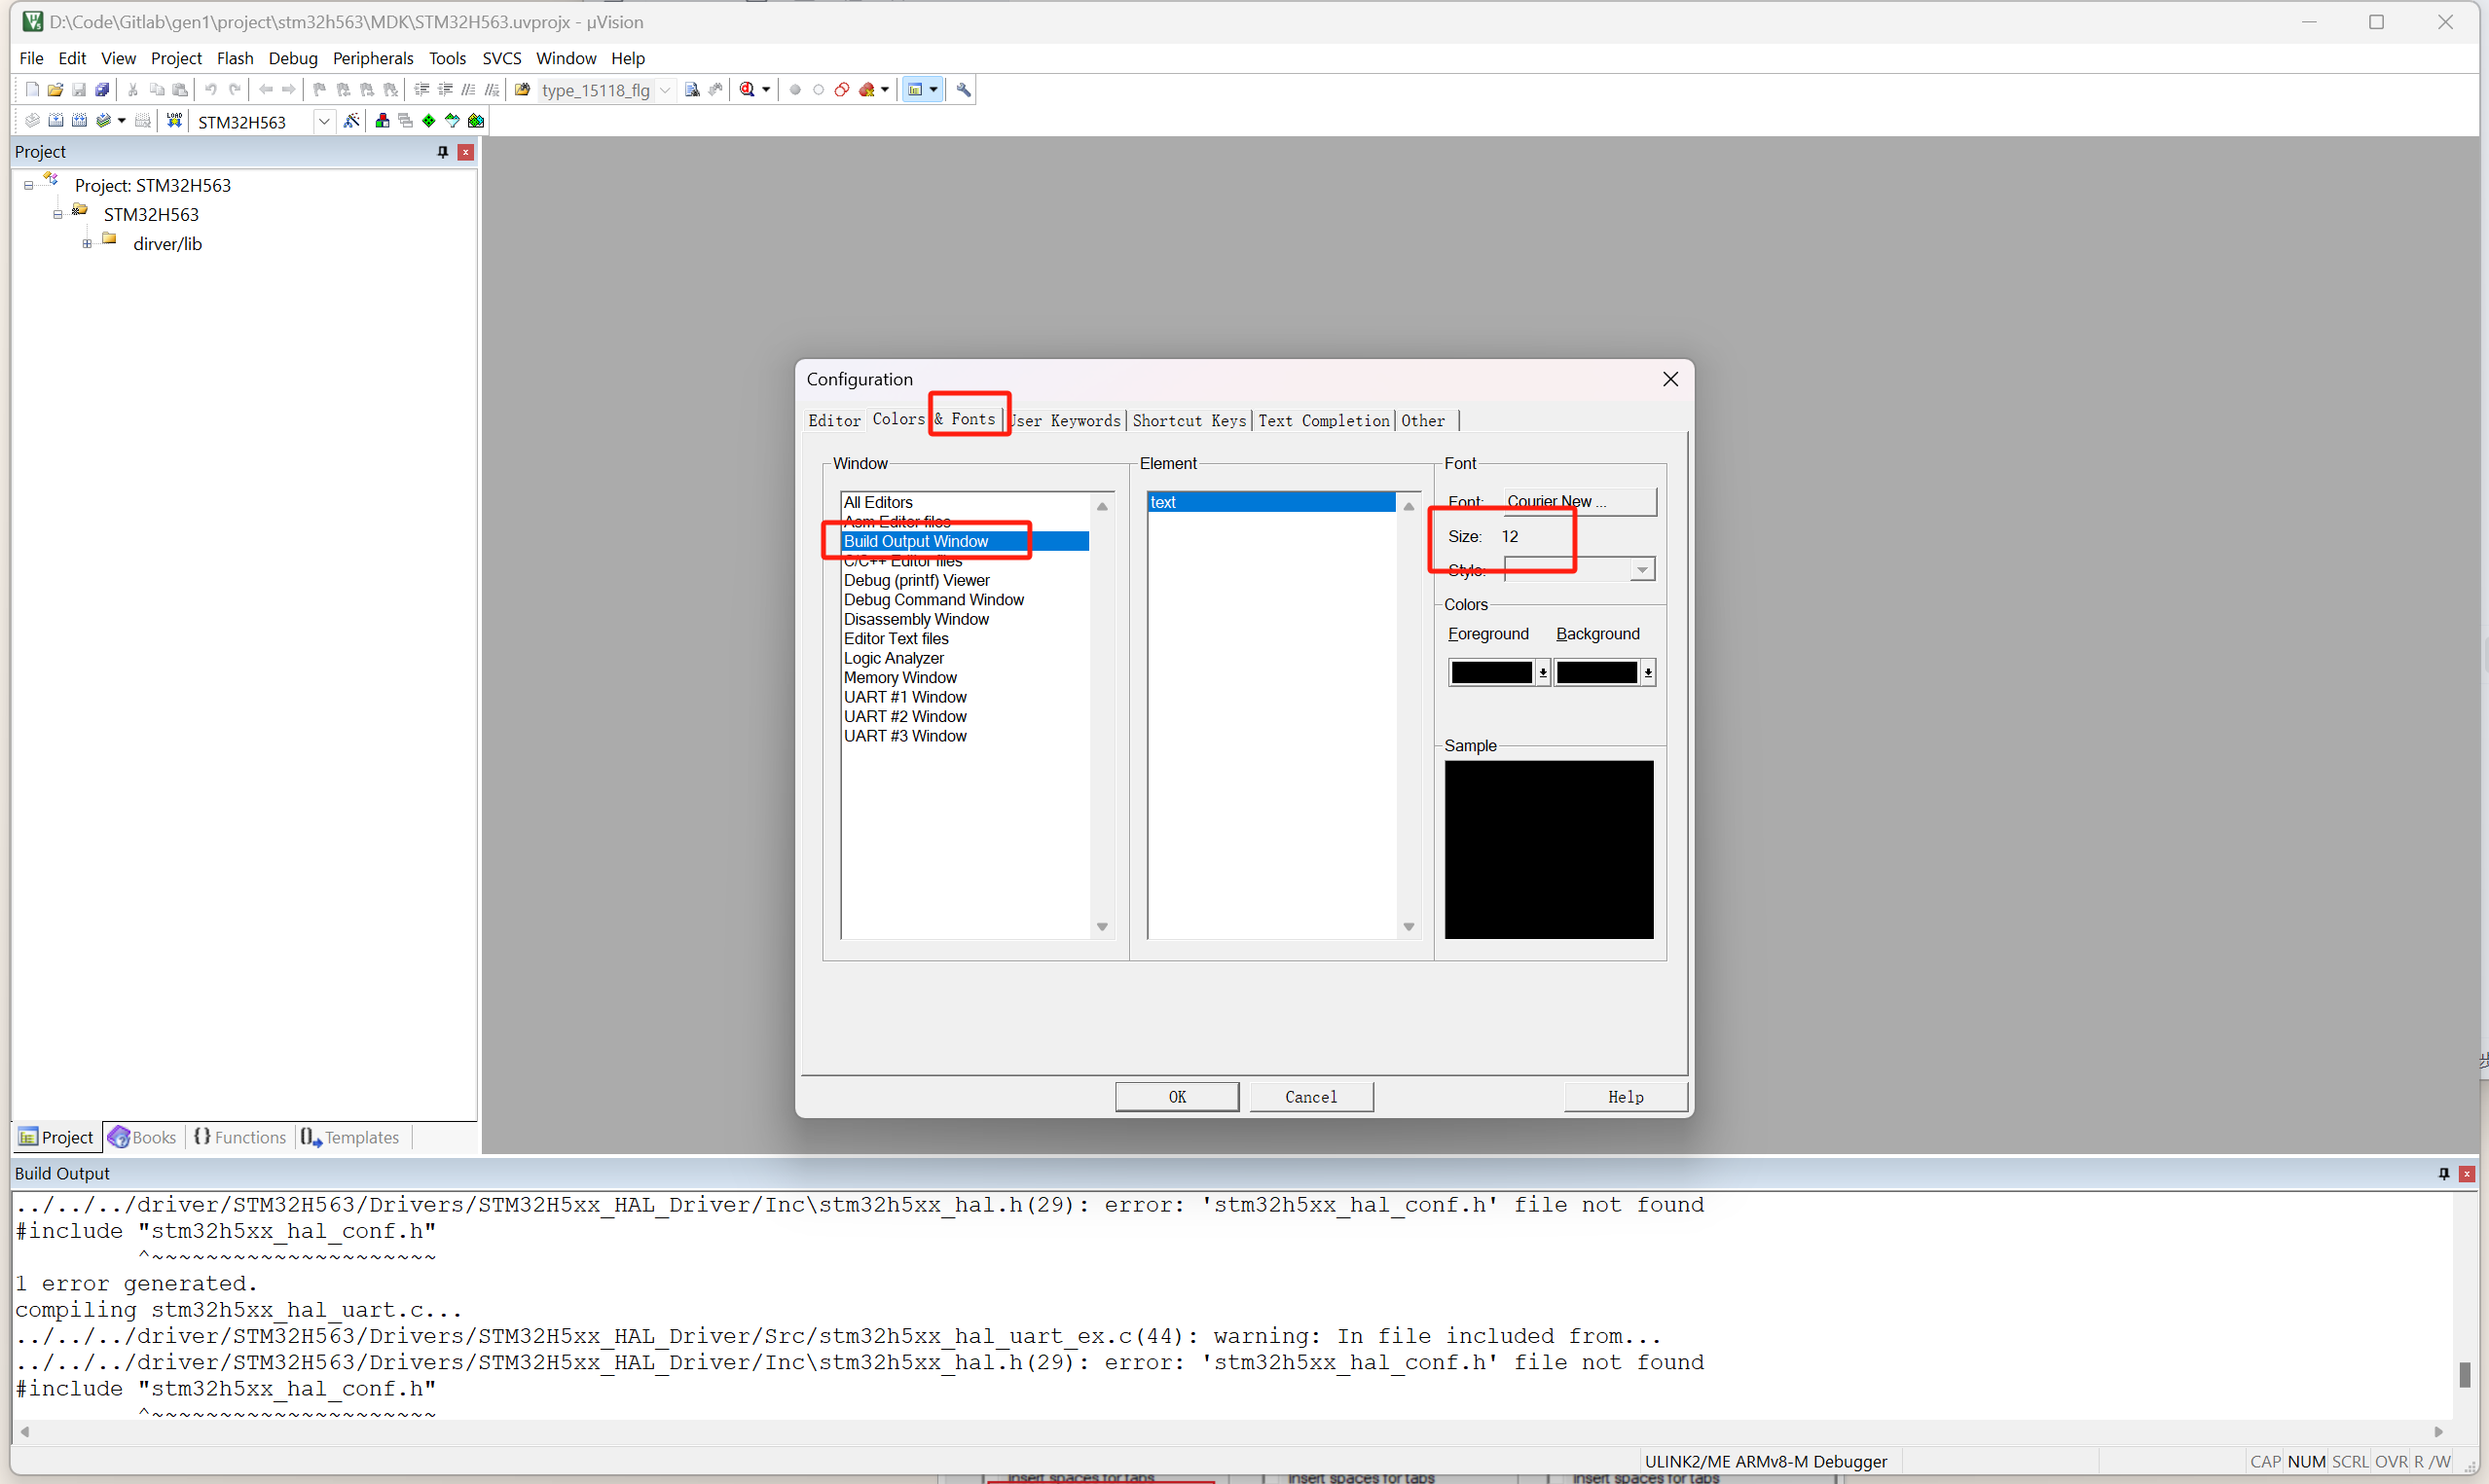 D:\Code\Gitlab\gen1\project\stm32h563\MDK\STM32H563.uvprojx - µVision
File Edit View Project Flash Debug Peripherals Tools SVCS Window Help
type_15118_flg
LOAD STM32H563
Project
Project: STM32H563
STM32H563
dirver/lib
Configuration
Editor Colors & Fonts User Keywords Shortcut Keys Text Completion Other
Window
All Editors
Asm Editor files
Build Output Window
C/C++ Editor files
Debug (printf) Viewer
Debug Command Window
Disassembly Window
Editor Text files
Logic Analyzer
Memory Window
UART #1 Window
UART #2 Window
UART #3 Window
Element
text
Font
Font: Courier New ...
Size: 12
Style:
Colors
Foreground Background
Sample
OK Cancel Help
Project Books {} Functions Templates
Build Output
../../../driver/STM32H563/Drivers/STM32H5xx_HAL_Driver/Inc\stm32h5xx_hal.h(29): error: 'stm32h5xx_hal_conf.h' file not found
#include "stm32h5xx_hal_conf.h"
^~~~~~~~~~~~~~~~~~~~~~
1 error generated.
compiling stm32h5xx_hal_uart.c...
../../../driver/STM32H563/Drivers/STM32H5xx_HAL_Driver/Src/stm32h5xx_hal_uart_ex.c(44): warning: In file included from...
../../../driver/STM32H563/Drivers/STM32H5xx_HAL_Driver/Inc\stm32h5xx_hal.h(29): error: 'stm32h5xx_hal_conf.h' file not found
#include "stm32h5xx_hal_conf.h"
^~~~~~~~~~~~~~~~~~~~~~
ULINK2/ME ARMv8-M Debugger
CAP NUM SCRL OVR R /W
Insert spaces for tabs Insert spaces for tabs Insert spaces for tabs